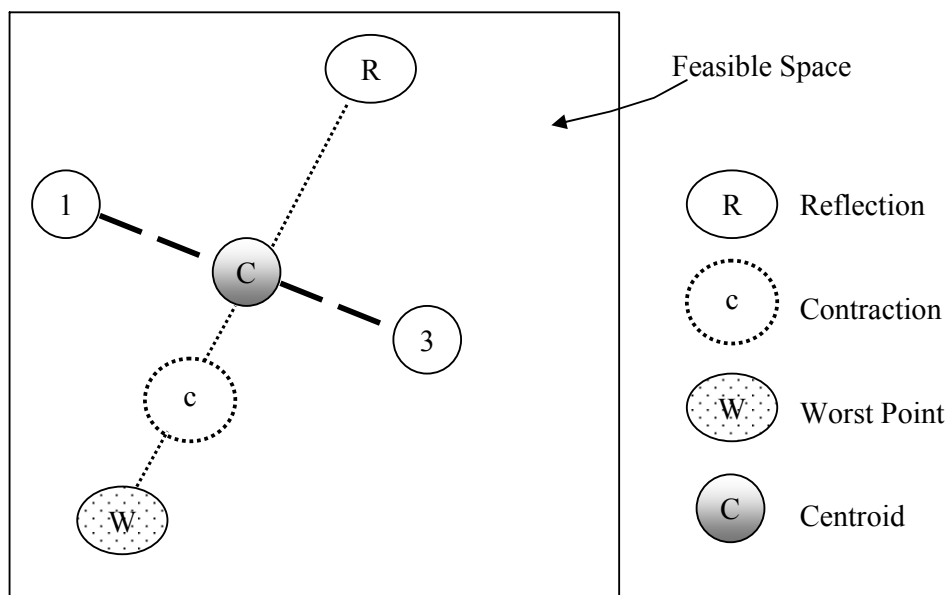 R
Feasible Space
1
R Reflection
C
c Contraction
3
c
W Worst Point
W
C Centroid